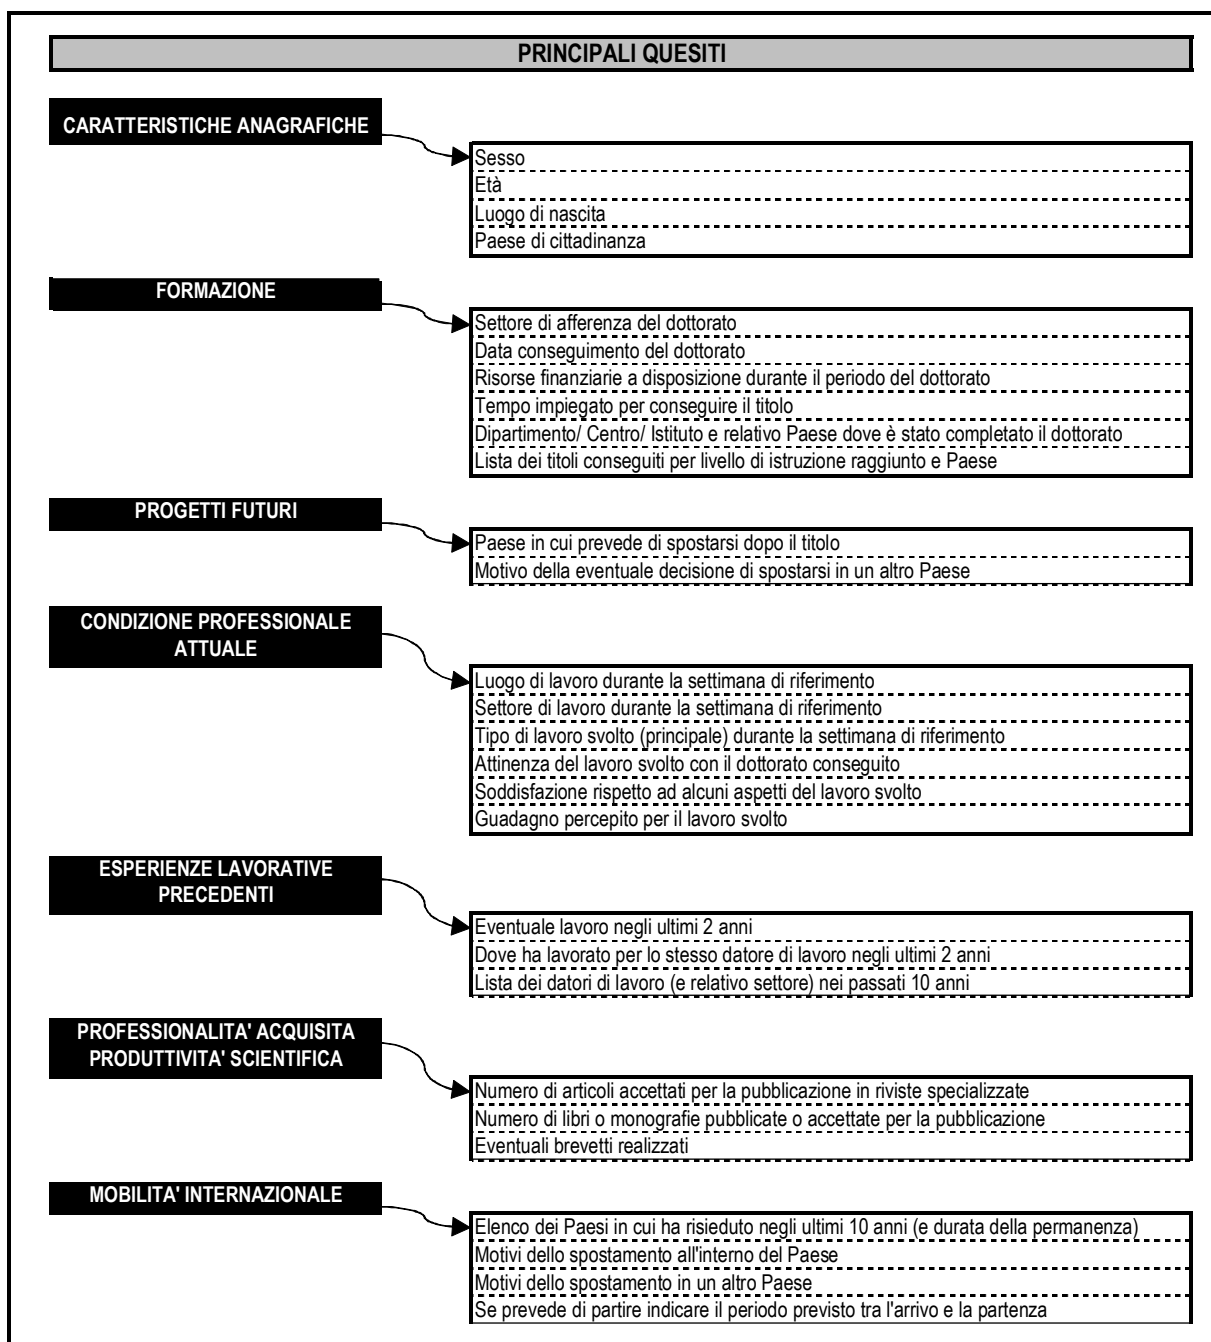 PRINCIPALI QUESITI
CARATTERISTICHE ANAGRAFICHE
Sesso
Età
Luogo di nascita
Paese di cittadinanza
FORMAZIONE
Settore di afferenza del dottorato
Data conseguimento del dottorato
Risorse finanziarie a disposizione durante il periodo del dottorato
Tempo impiegato per conseguire il titolo
Dipartimento/ Centro/ Istituto e relativo Paese dove è stato completato il dottorato
Lista dei titoli conseguiti per livello di istruzione raggiunto e Paese
PROGETTI FUTURI
Paese in cui prevede di spostarsi dopo il titolo
Motivo della eventuale decisione di spostarsi in un altro Paese
CONDIZIONE PROFESSIONALE
ATTUALE
Luogo di lavoro durante la settimana di riferimento
Settore di lavoro durante la settimana di riferimento
Tipo di lavoro svolto (principale) durante la settimana di riferimento
Attinenza del lavoro svolto con il dottorato conseguito
Soddisfazione rispetto ad alcuni aspetti del lavoro svolto
Guadagno percepito per il lavoro svolto
ESPERIENZE LAVORATIVE
PRECEDENTI
Eventuale lavoro negli ultimi 2 anni
Dove ha lavorato per lo stesso datore di lavoro negli ultimi 2 anni
Lista dei datori di lavoro (e relativo settore) nei passati 10 anni
PROFESSIONALITA' ACQUISITA
PRODUTTIVITA' SCIENTIFICA
Numero di articoli accettati per la pubblicazione in riviste specializzate
Numero di libri o monografie pubblicate o accettate per la pubblicazione
Eventuali brevetti realizzati
MOBILITA' INTERNAZIONALE
Elenco dei Paesi in cui ha risieduto negli ultimi 10 anni (e durata della permanenza)
Motivi dello spostamento all'interno del Paese
Motivi dello spostamento in un altro Paese
Se prevede di partire indicare il periodo previsto tra l'arrivo e la partenza